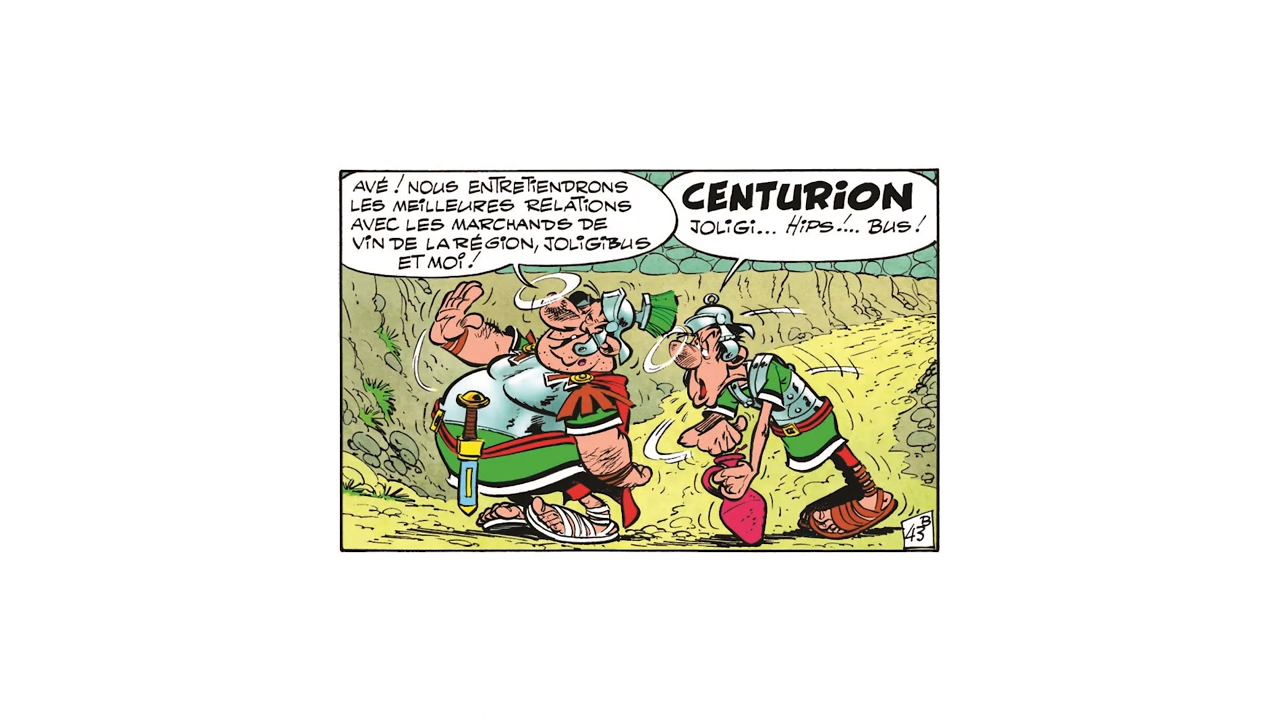 AVÉ ! NOUS ENTRETIENDRONS
LES MEILLEURES RELATIONS
AVEC LES MARCHANDS DE
VIN DE LA RÉGION, JOLIGIBUS
ET MOI !
CENTURION
JOLIGI... HIPS !... BUS !
43 B